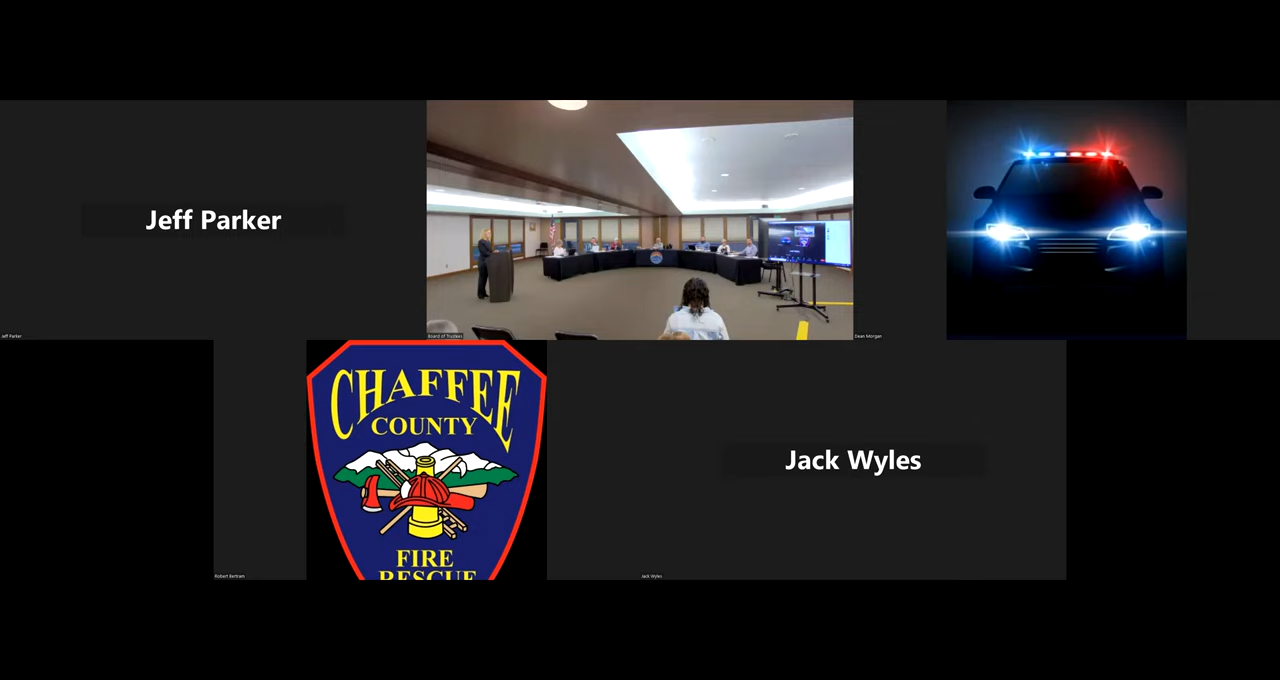 Jeff Parker
Jeff Parker
Board of Trustees
Dean Morgan
CHAFFEE
COUNTY
FIRE
RESCUE
Robert Bertram
Jack Wyles
Jack Wyles